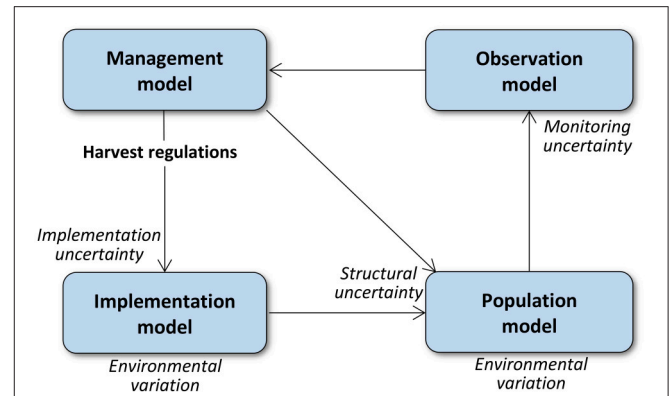 Management
model
Observation
model
Harvest regulations
Monitoring
uncertainty
Implementation
uncertainty
Structural
uncertainty
Implementation
model
Population
model
Environmental
variation
Environmental
variation